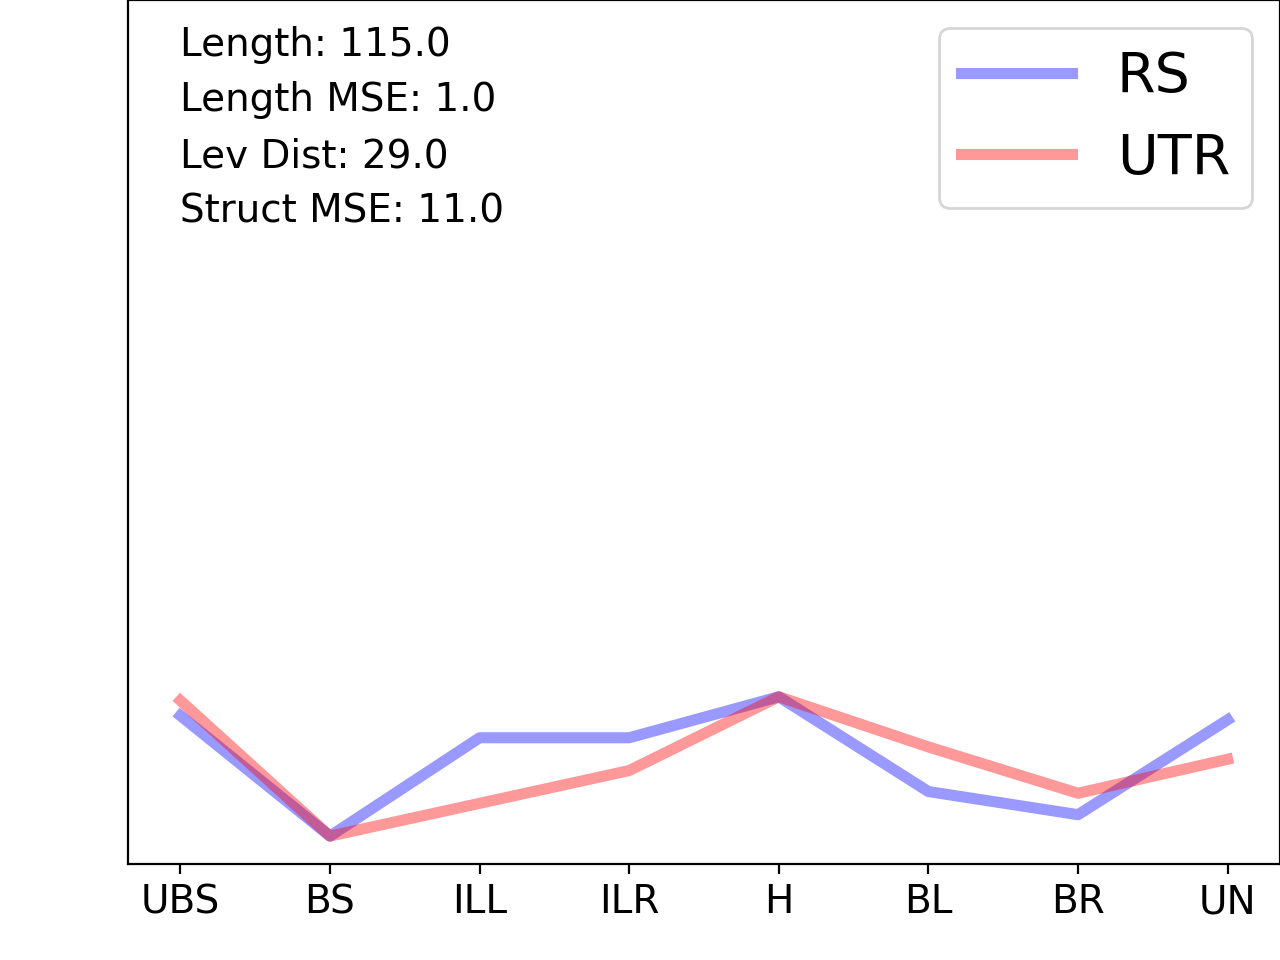 Length: 115.0
Length MSE: 1.0
Lev Dist: 29.0
Struct MSE: 11.0
RS
UTR
UBS BS ILL ILR H BL BR UN